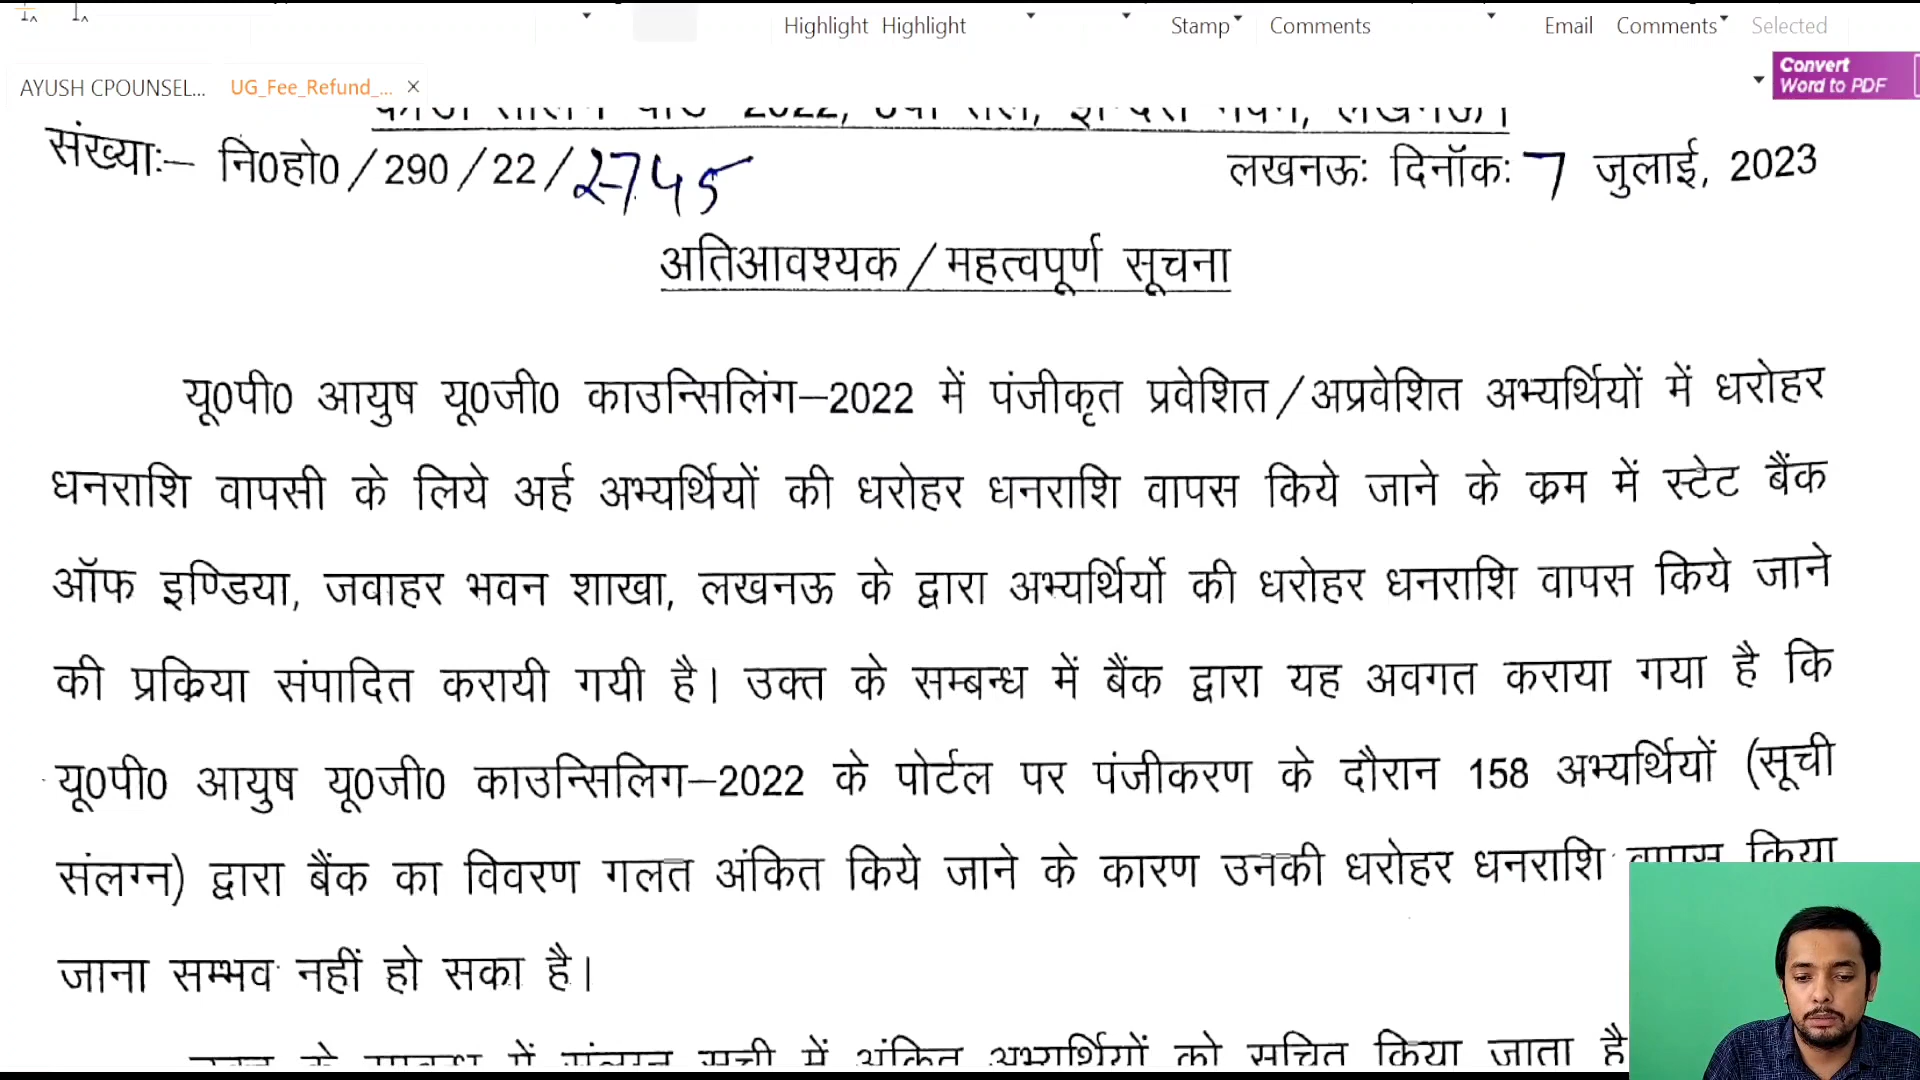 Highlight Highlight Stamp Comments Email Comments Selected
AYUSH CPOUNSEL... UG_Fee_Refund_... × Convert
Word to PDF
संख्याः– नि0हो0/290/22/2745 लखनऊः दिनॉकः 7 जुलाई, 2023
अतिआवश्यक/महत्वपूर्ण सूचना
यू0पी0 आयुष यू0जी0 काउन्सिलिंग–2022 में पंजीकृत प्रवेशित/अप्रवेशित अभ्यर्थियों में धरोहर
धनराशि वापसी के लिये अर्ह अभ्यर्थियों की धरोहर धनराशि वापस किये जाने के क्रम में स्टेट बैंक
ऑफ इण्डिया, जवाहर भवन शाखा, लखनऊ के द्वारा अभ्यर्थियों की धरोहर धनराशि वापस किये जाने
की प्रक्रिया संपादित करायी गयी है। उक्त के सम्बन्ध में बैंक द्वारा यह अवगत कराया गया है कि
यू0पी0 आयुष यू0जी0 काउन्सिलिग–2022 के पोर्टल पर पंजीकरण के दौरान 158 अभ्यर्थियों (सूची
संलग्न) द्वारा बैंक का विवरण गलत अंकित किये जाने के कारण उनकी धरोहर धनराशि वापस किया
जाना सम्भव नहीं हो सका है।
में संलग्न सूची में अंकित अभ्यर्थियों को सूचित किया जाता है